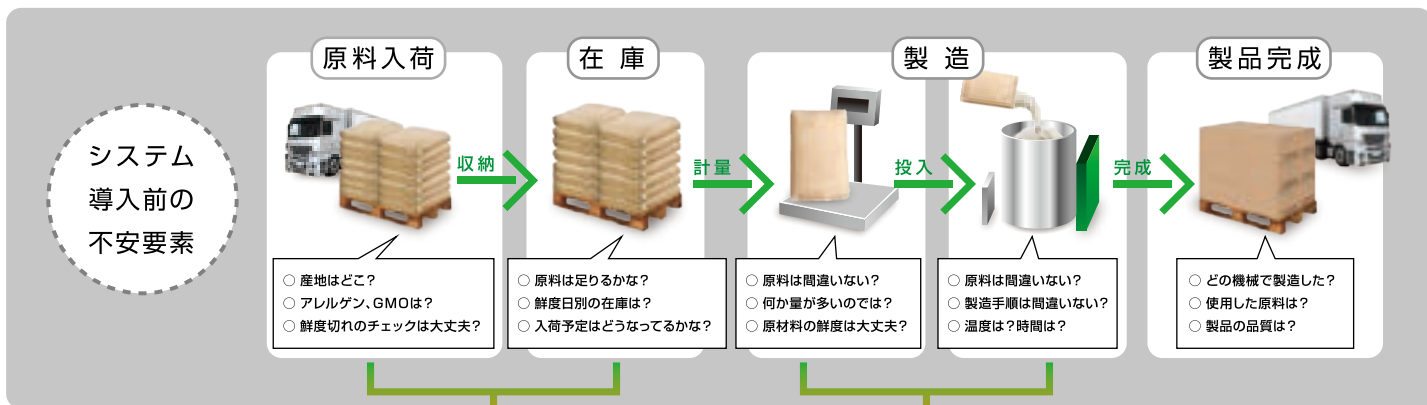 システム
導入前の
不安要素
原料入荷
在庫
製造
製品完成
収納
計量
投入
完成
○ 産地はどこ?
○ アレルゲン、GMOは?
○ 鮮度切れのチェックは大丈夫?
○ 原料は足りるかな?
○ 鮮度日別の在庫は?
○ 入荷予定はどうなってるかな?
○ 原料は間違いない?
○ 何か量が多いのでは?
○ 原材料の鮮度は大丈夫?
○ 原料は間違いない?
○ 製造手順は間違いない?
○ 温度は?時間は?
○ どの機械で製造した?
○ 使用した原料は?
○ 製品の品質は?